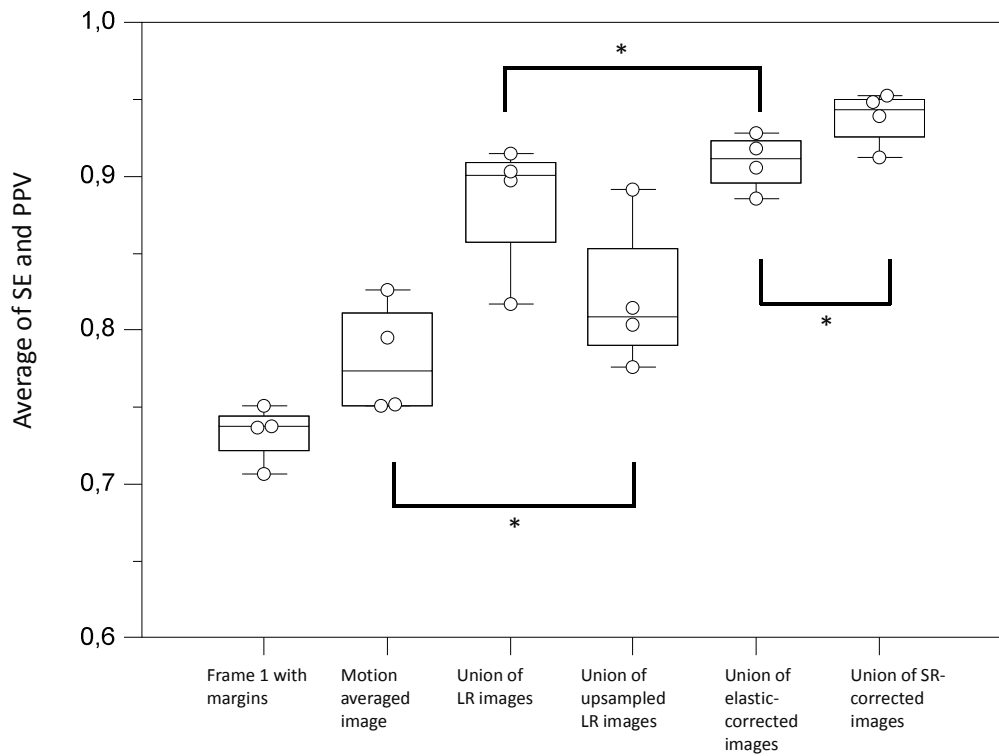 Average of SE and PPV
1,0
0,9
0,8
0,7
0,6
*
*
*
Frame 1 with
margins
Motion
averaged
image
Union of
LR images
Union of
upsampled
LR images
Union of
elastic-
corrected
images
Union of SR-
corrected
images